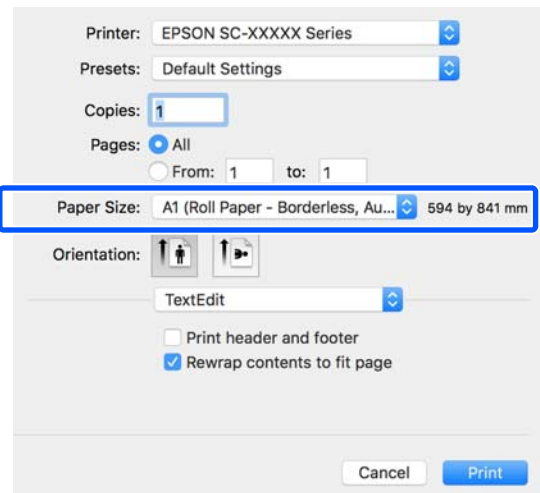 Printer: EPSON SC-XXXXX Series
Presets: Default Settings
Copies: 1
Pages: All
From: 1 to: 1
Paper Size: A1 (Roll Paper - Borderless, Au... 594 by 841 mm
Orientation:
TextEdit
Print header and footer
Rewrap contents to fit page
Cancel Print